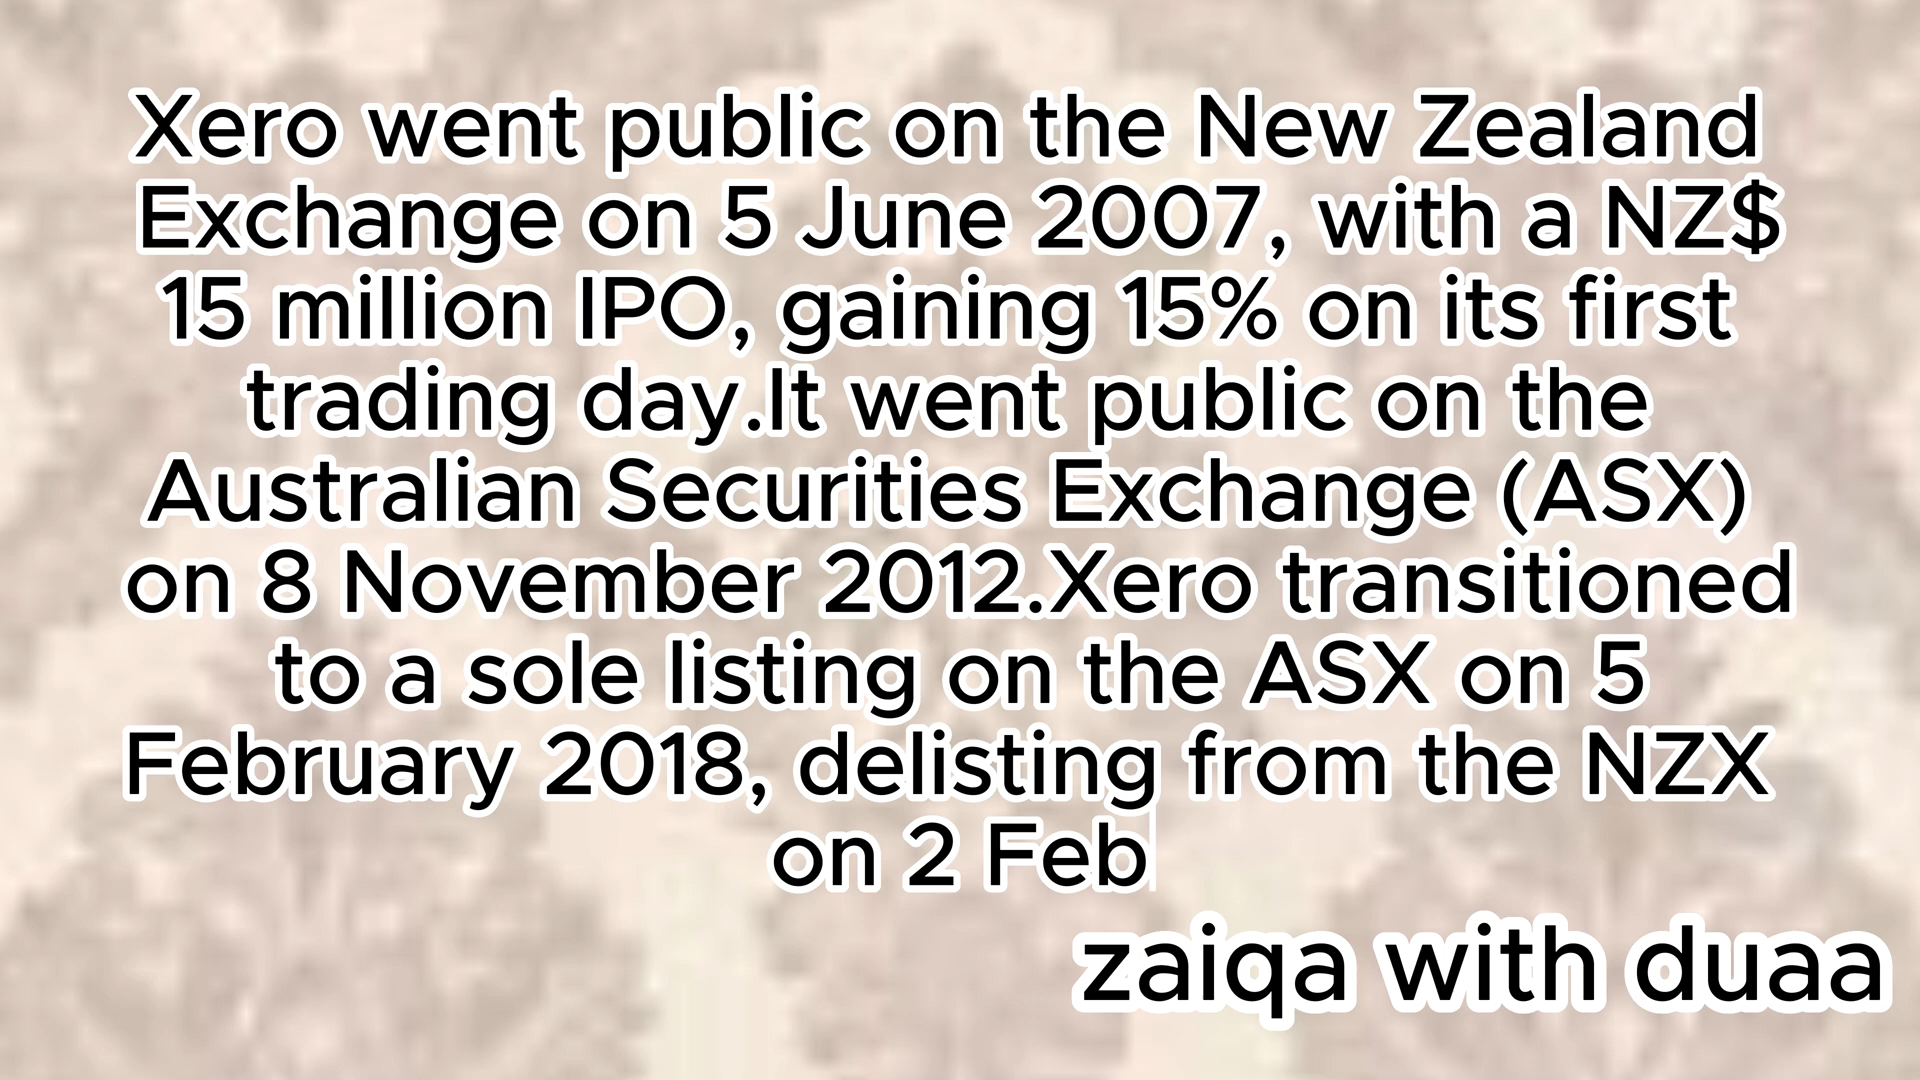 Xero went public on the New Zealand
Exchange on 5 June 2007, with a NZ$
15 million IPO, gaining 15% on its first
trading day.It went public on the
Australian Securities Exchange (ASX)
on 8 November 2012.Xero transitioned
to a sole listing on the ASX on 5
February 2018, delisting from the NZX
on 2 Feb
zaiqa with duaa